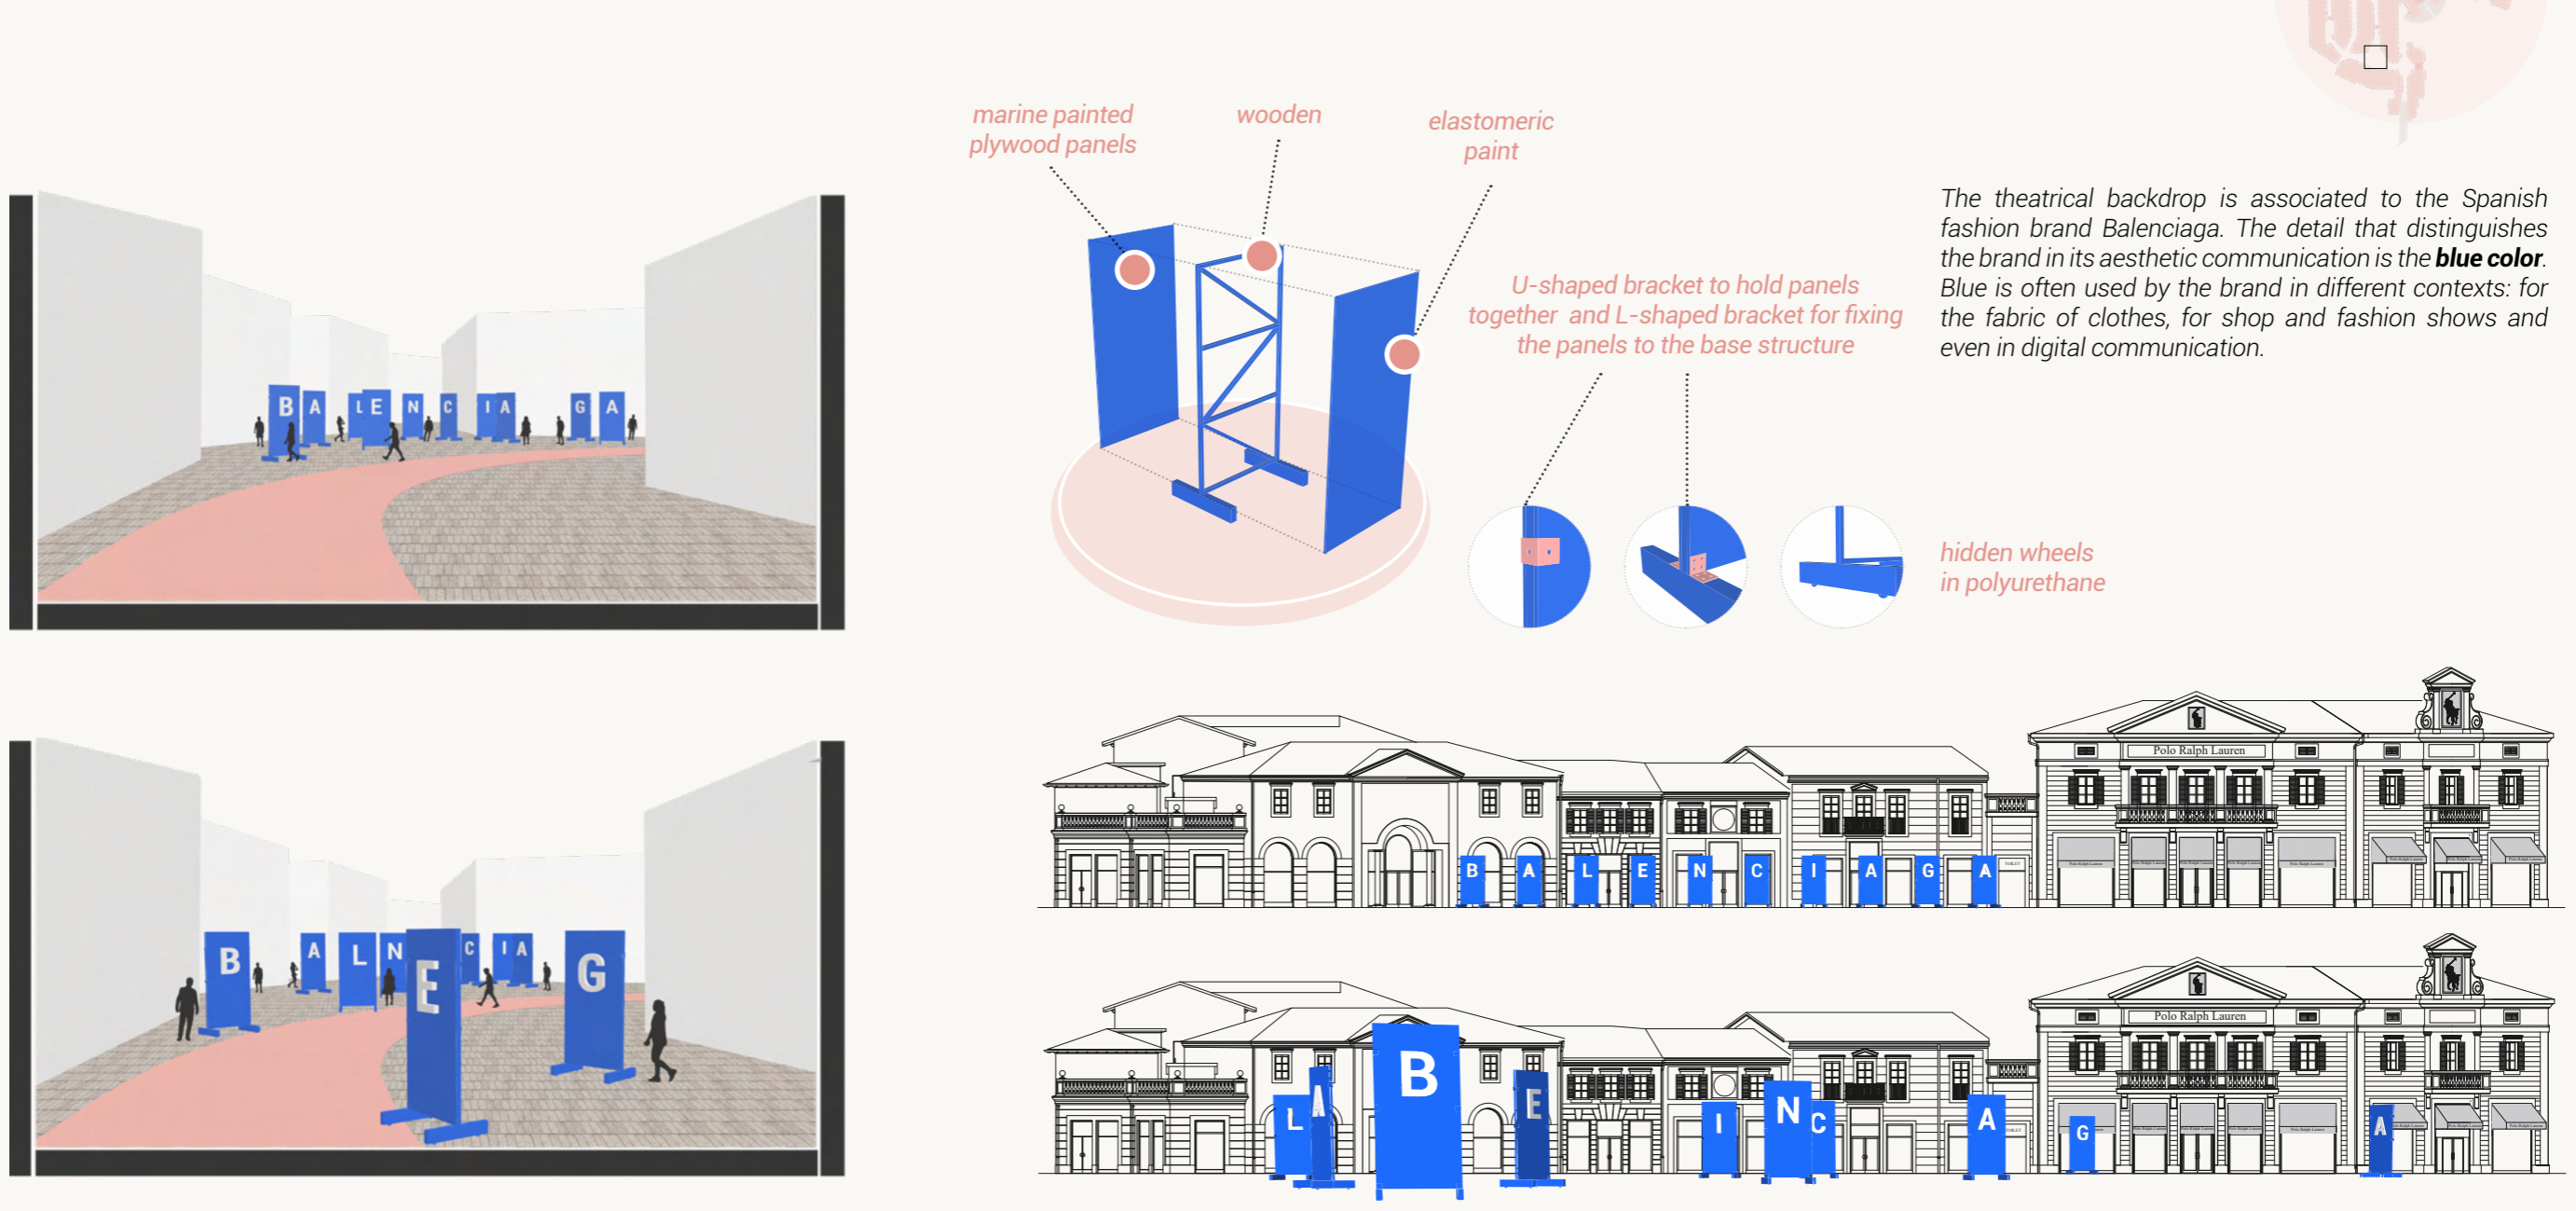 marine painted
plywood panels
wooden
elastomeric
paint
U-shaped bracket to hold panels
together and L-shaped bracket for fixing
the panels to the base structure
hidden wheels
in polyurethane
The theatrical backdrop is associated to the Spanish
fashion brand Balenciaga. The detail that distinguishes
the brand in its aesthetic communication is the blue color.
Blue is often used by the brand in different contexts: for
the fabric of clothes, for shop and fashion shows and
even in digital communication.
B A L E N C I A G A
B A L N E C I A G
Polo Ralph Lauren
B A L E N C I A G A
Polo Ralph Lauren
L A B E I N C A G A